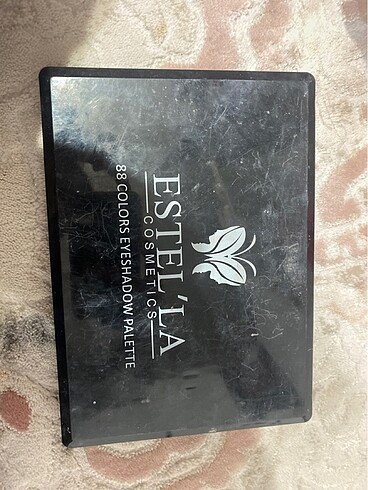 ESTEL'LA
COSMETICS
88 COLORS EYESHADOW PALETTE